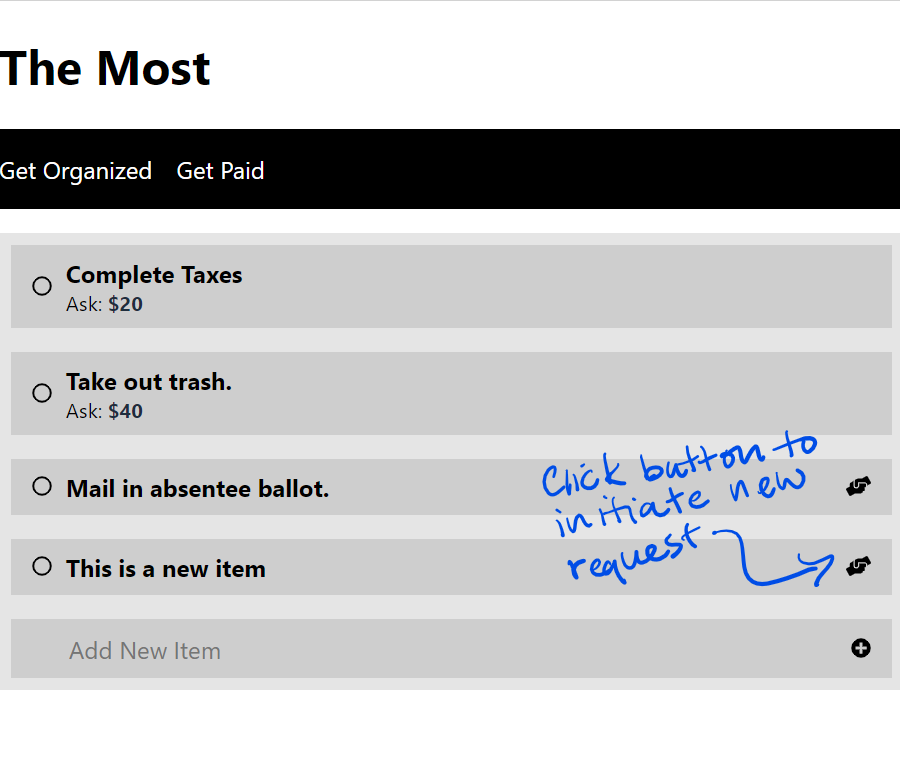 The Most
Get Organized Get Paid
Complete Taxes
Ask: $20
Take out trash.
Ask: $40
Mail in absentee ballot.
This is a new item
Click button to
initiate new
request
Add New Item